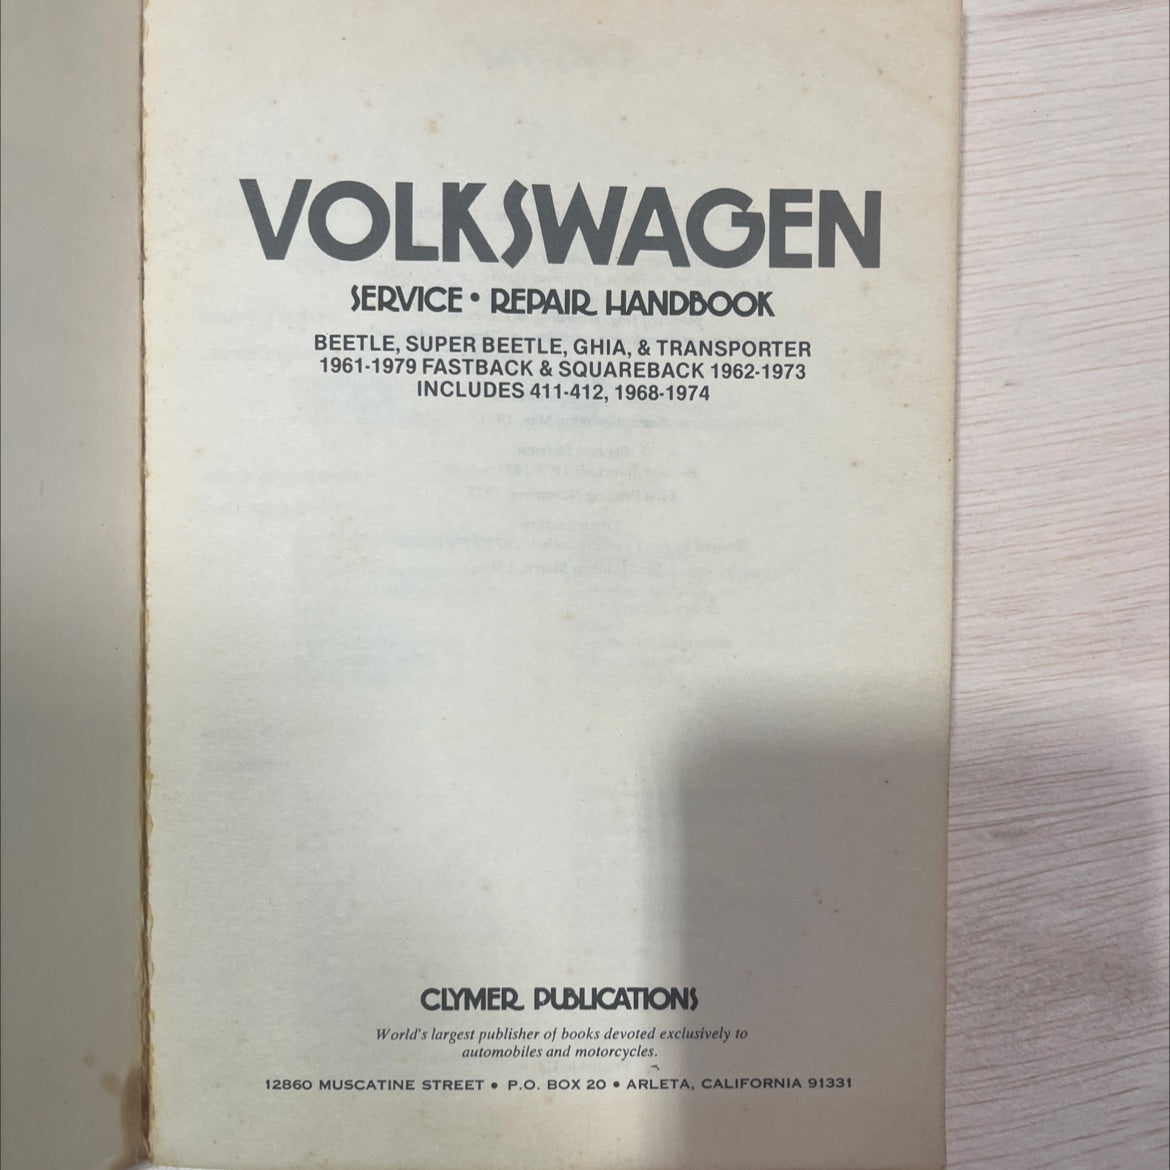 VOLKSWAGEN
SERVICE • REPAIR HANDBOOK
BEETLE, SUPER BEETLE, GHIA, & TRANSPORTER
1961-1979 FASTBACK & SQUAREBACK 1962-1973
INCLUDES 411-412, 1968-1974
CLYMER PUBLICATIONS
World's largest publisher of books devoted exclusively to
automobiles and motorcycles.
12860 MUSCATINE STREET • P.O. BOX 20 • ARLETA, CALIFORNIA 91331